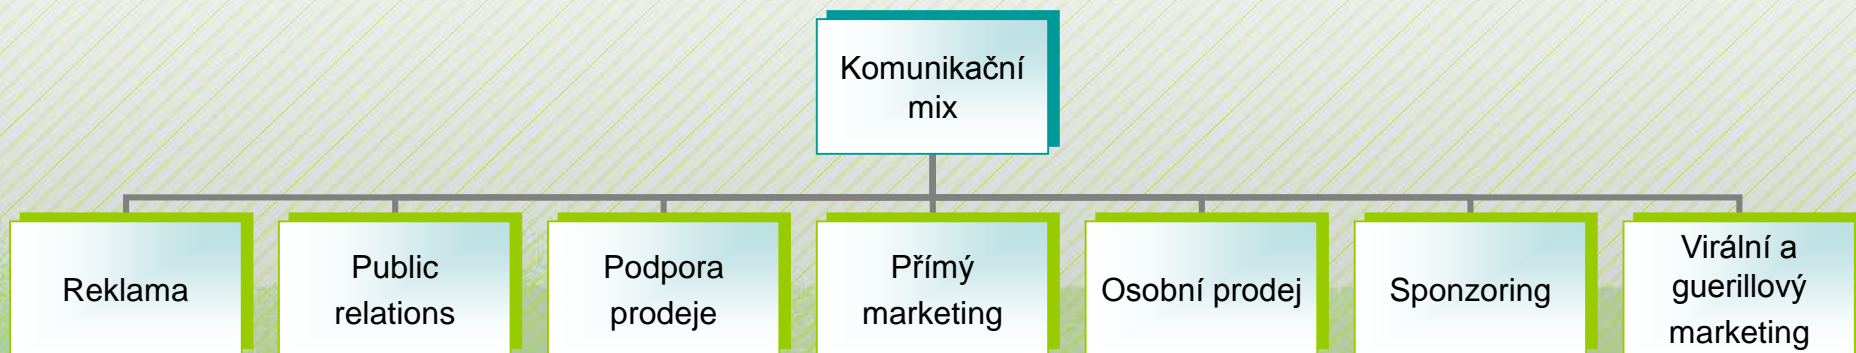 Komunikační
mix
Reklama
Public
relations
Podpora
prodeje
Přímý
marketing
Osobní prodej
Sponzoring
Virální a
guerillový
marketing